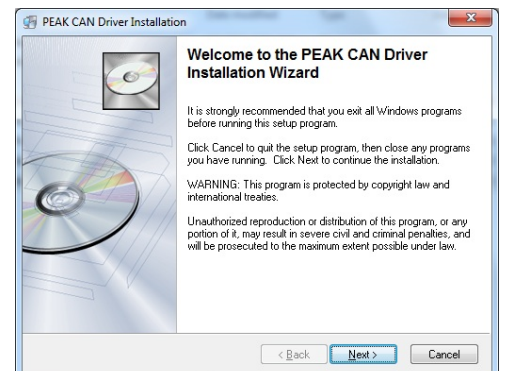 PEAK CAN Driver Installation
Welcome to the PEAK CAN Driver
Installation Wizard
It is strongly recommended that you exit all Windows programs
before running this setup program.
Click Cancel to quit the setup program, then close any programs
you have running. Click Next to continue the installation.
WARNING: This program is protected by copyright law and
international treaties.
Unauthorized reproduction or distribution of this program, or any
portion of it, may result in severe civil and criminal penalties, and
will be prosecuted to the maximum extent possible under law.
< Back Next > Cancel